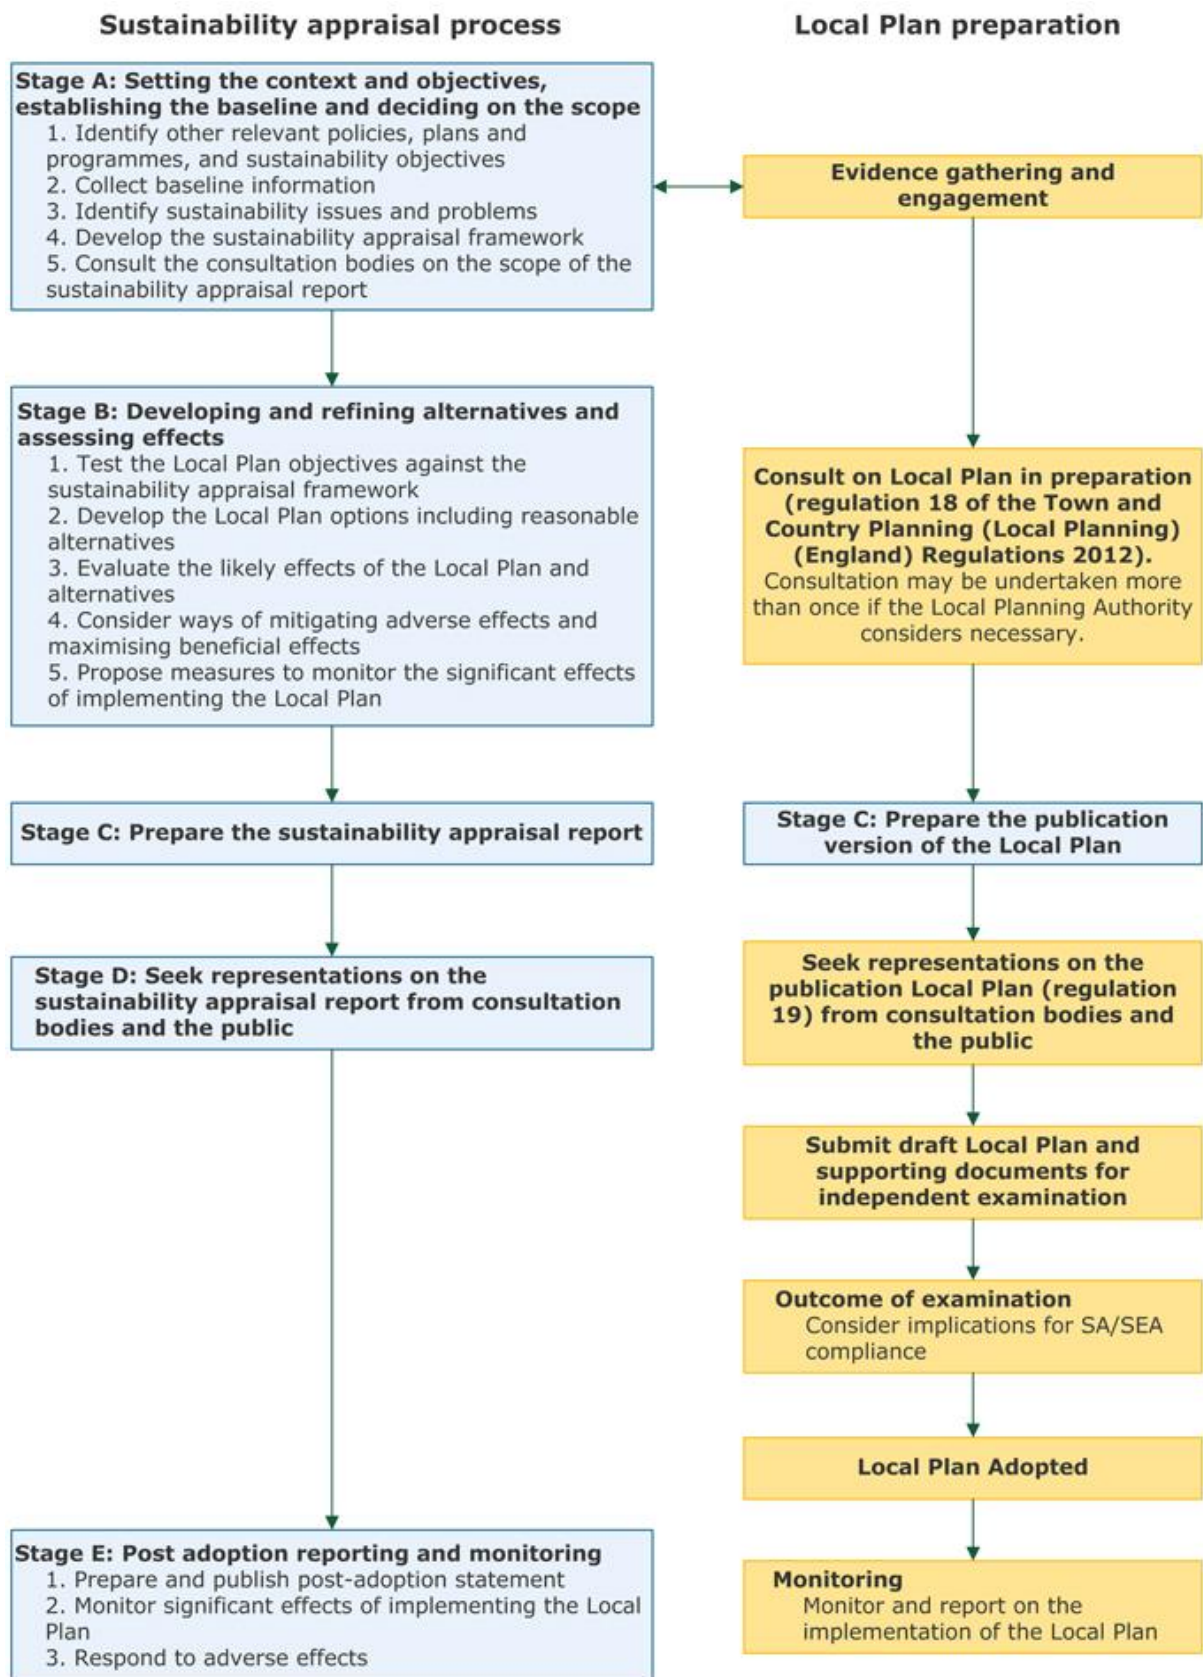 Sustainability appraisal process
Local Plan preparation
Stage A: Setting the context and objectives,
establishing the baseline and deciding on the scope
1. Identify other relevant policies, plans and
programmes, and sustainability objectives
2. Collect baseline information
3. Identify sustainability issues and problems
4. Develop the sustainability appraisal framework
5. Consult the consultation bodies on the scope of the
sustainability appraisal report
Evidence gathering and
engagement
Stage B: Developing and refining alternatives and
assessing effects
1. Test the Local Plan objectives against the
sustainability appraisal framework
2. Develop the Local Plan options including reasonable
alternatives
3. Evaluate the likely effects of the Local Plan and
alternatives
4. Consider ways of mitigating adverse effects and
maximising beneficial effects
5. Propose measures to monitor the significant effects
of implementing the Local Plan
Consult on Local Plan in preparation
(regulation 18 of the Town and
Country Planning (Local Planning)
(England) Regulations 2012).
Consultation may be undertaken more
than once if the Local Planning Authority
considers necessary.
Stage C: Prepare the sustainability appraisal report
Stage C: Prepare the publication
version of the Local Plan
Stage D: Seek representations on the
sustainability appraisal report from consultation
bodies and the public
Seek representations on the
publication Local Plan (regulation
19) from consultation bodies and
the public
Submit draft Local Plan and
supporting documents for
independent examination
Outcome of examination
Consider implications for SA/SEA
compliance
Local Plan Adopted
Stage E: Post adoption reporting and monitoring
1. Prepare and publish post-adoption statement
2. Monitor significant effects of implementing the Local
Plan
3. Respond to adverse effects
Monitoring
Monitor and report on the
implementation of the Local Plan